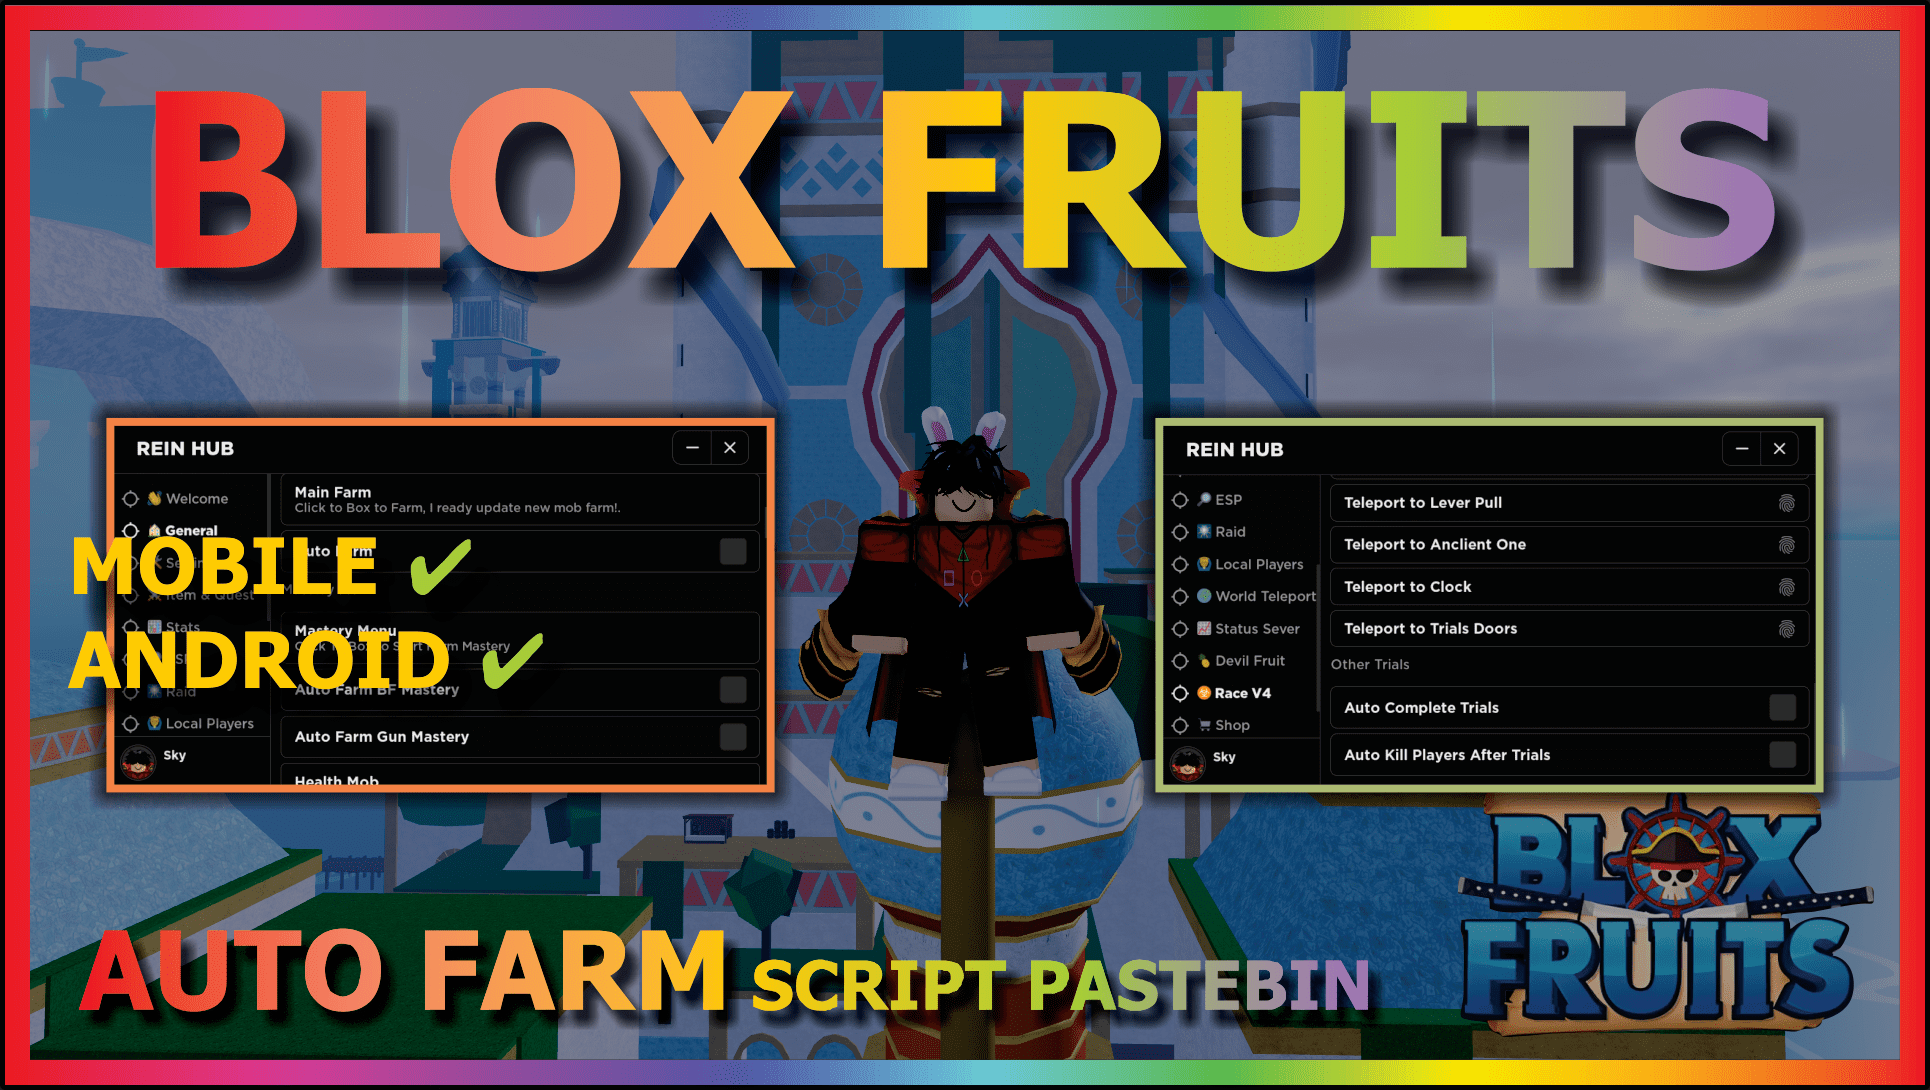 BLOX FRUITS
REIN HUB
Welcome
General
Stats
Raid
Local Players
Sky
Main Farm
Click to Box to Farm, I ready update new mob farm!.
Mastery Menu
Auto Farm BF Mastery
Auto Farm Gun Mastery
Health Mob
MOBILE
ANDROID
REIN HUB
ESP
Raid
Local Players
World Teleport
Status Sever
Devil Fruit
Race V4
Shop
Sky
Teleport to Lever Pull
Teleport to Anclient One
Teleport to Clock
Teleport to Trials Doors
Other Trials
Auto Complete Trials
Auto Kill Players After Trials
AUTO FARM SCRIPT PASTEBIN
BLOX
FRUITS